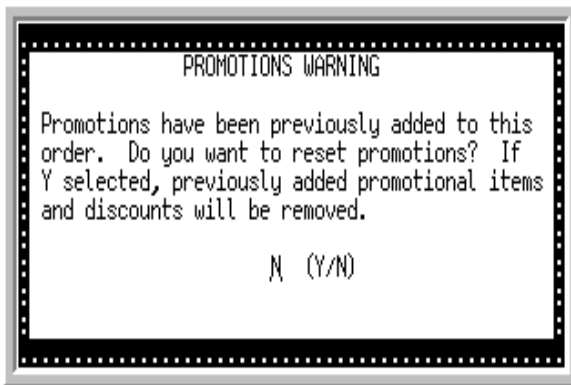 PROMOTIONS WARNING
Promotions have been previously added to this
order.  Do you want to reset promotions?  If
Y selected, previously added promotional items
and discounts will be removed.
N  (Y/N)